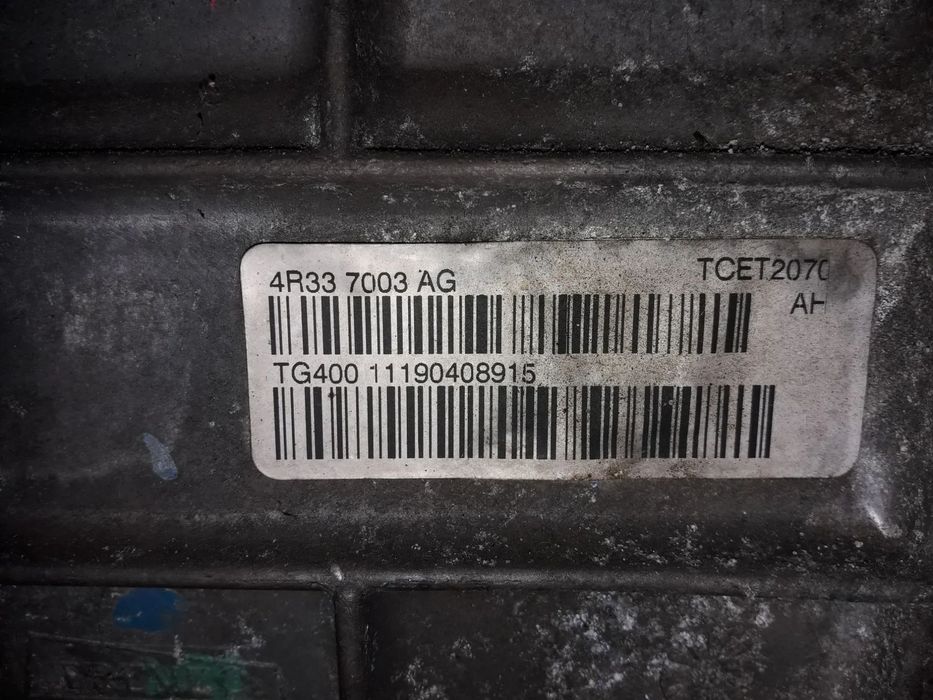 4R33 7003 AG
TCET2070
AH
TG400 11190408915